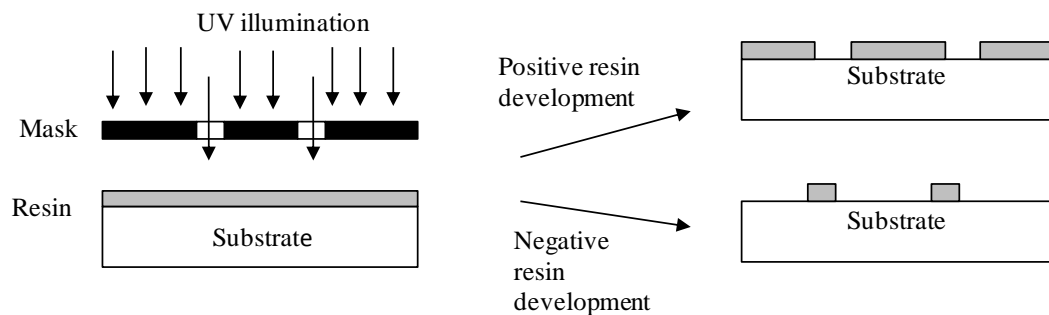 UV illumination
Mask
Resin
Substrate
Positive resin
development
Negative
resin
development
Substrate
Substrate